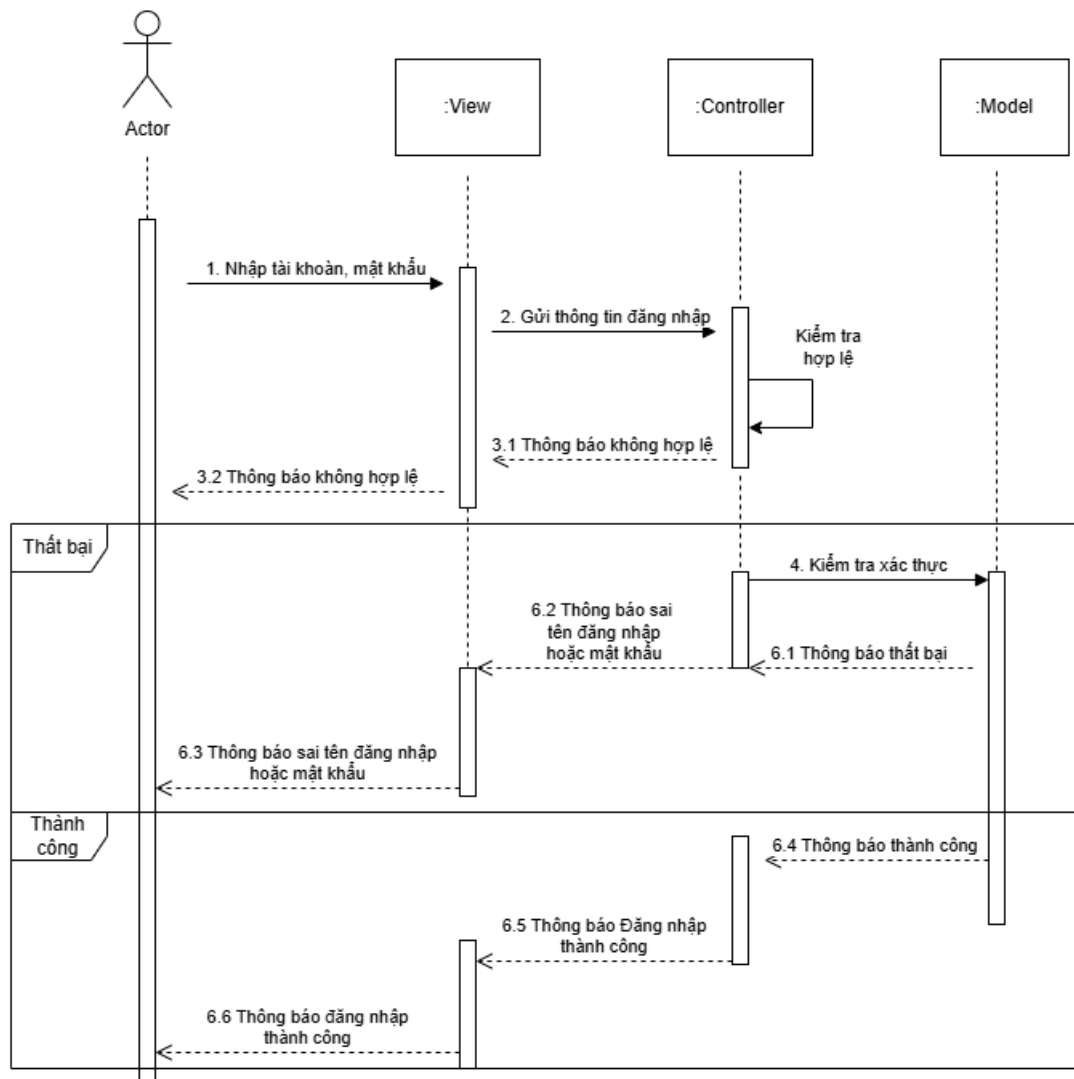 Actor
:View
:Controller
:Model
1. Nhập tài khoàn, mật khẩu
2. Gửi thông tin đăng nhập
Kiểm tra
hợp lệ
3.1 Thông báo không hợp lệ
3.2 Thông báo không hợp lệ
Thất bại
4. Kiểm tra xác thực
6.2 Thông báo sai
tên đăng nhập
hoặc mật khẩu
6.1 Thông báo thất bại
6.3 Thông báo sai tên đăng nhập
hoặc mật khẩu
Thành
công
6.4 Thông báo thành công
6.5 Thông báo Đăng nhập
thành công
6.6 Thông báo đăng nhập
thành công